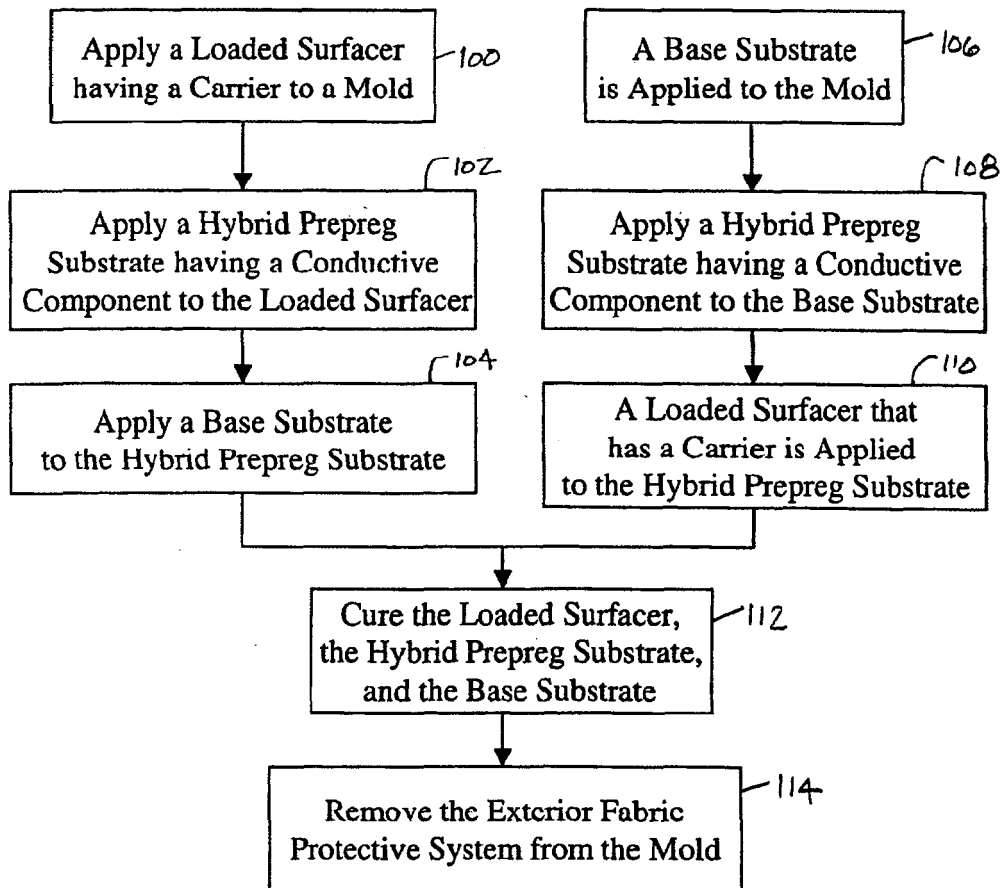 Apply a Loaded Surfacer
having a Carrier to a Mold
100
A Base Substrate
is Applied to the Mold
106
102
Apply a Hybrid Prepreg
Substrate having a Conductive
Component to the Loaded Surfacer
108
Apply a Hybrid Prepreg
Substrate having a Conductive
Component to the Base Substrate
104
Apply a Base Substrate
to the Hybrid Prepreg Substrate
110
A Loaded Surfacer that
has a Carrier is Applied
to the Hybrid Prepreg Substrate
Cure the Loaded Surfacer,
the Hybrid Prepreg Substrate,
and the Base Substrate
112
Remove the Exterior Fabric
Protective System from the Mold
114